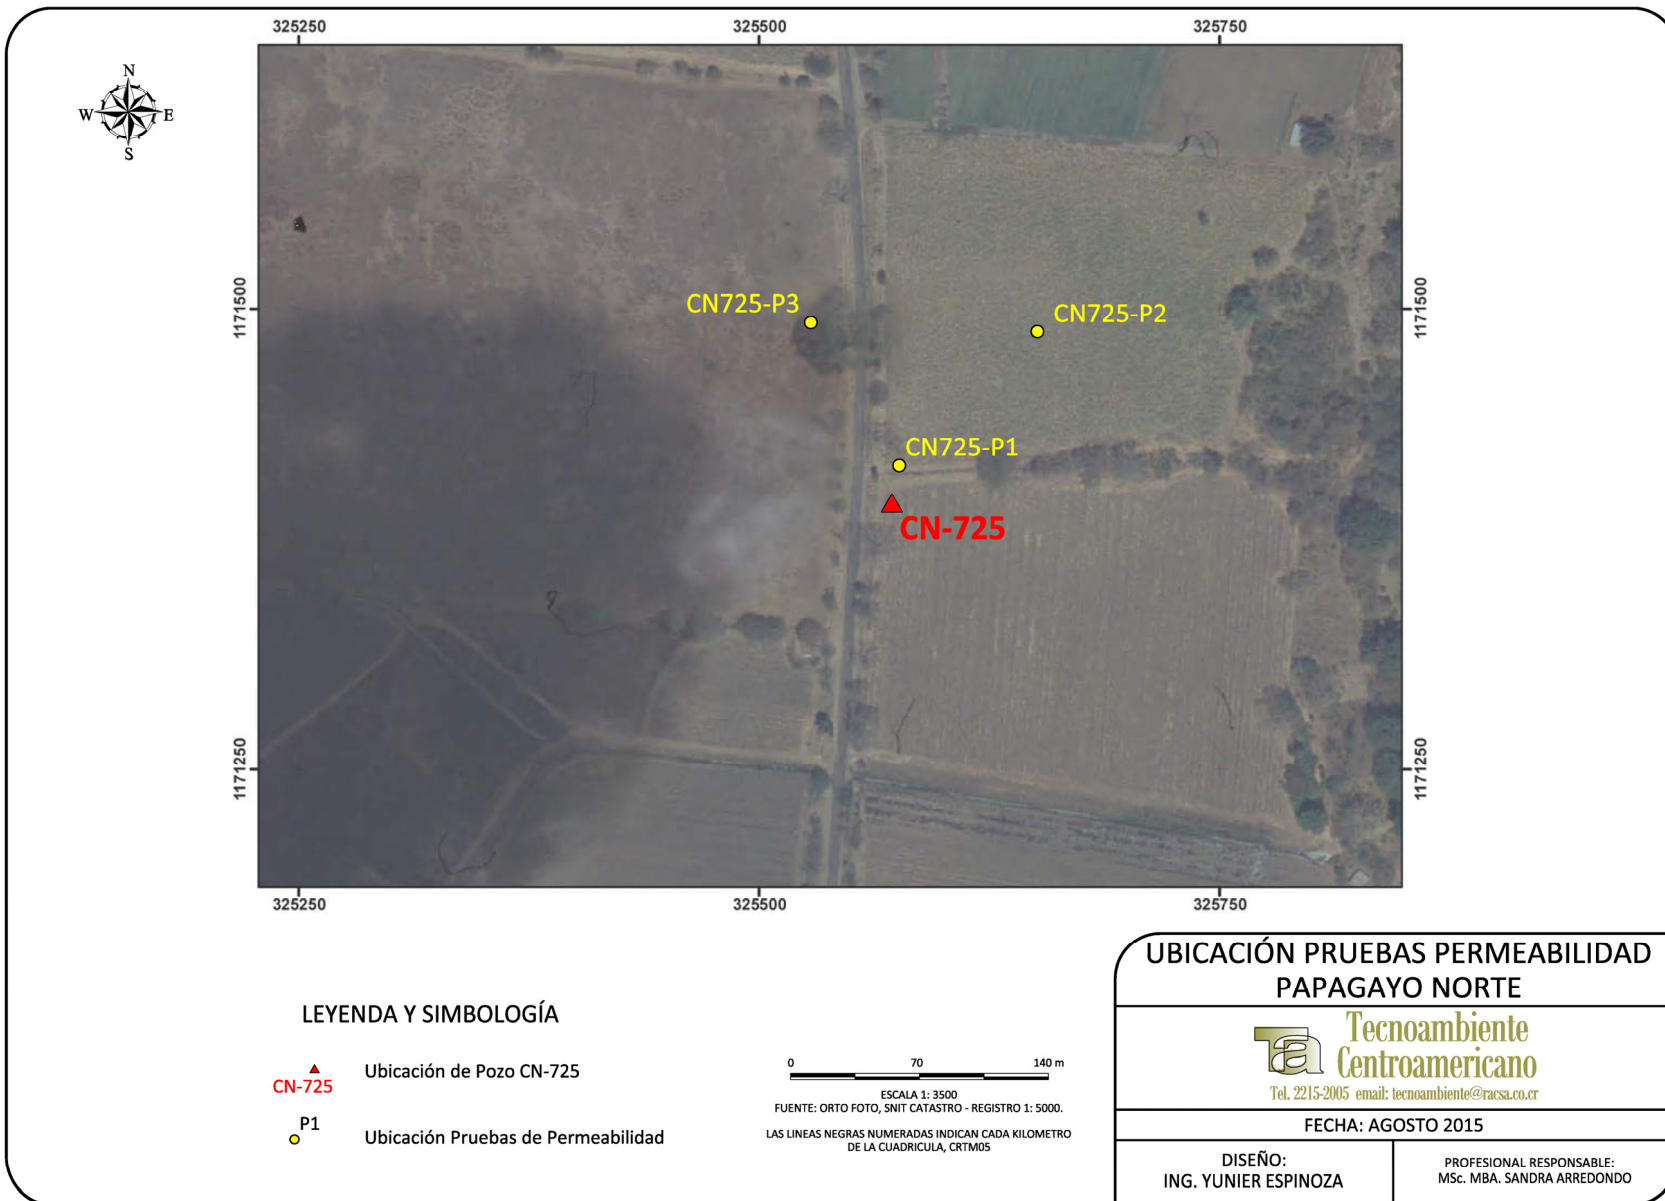 325250
325500
325750
N
W
E
S
1171500
1171500
CN725-P3
CN725-P2
CN725-P1
CN-725
1171250
1171250
325250
325500
325750
LEYENDA Y SIMBOLOGÍA
CN-725
Ubicación de Pozo CN-725
P1
Ubicación Pruebas de Permeabilidad
0 70 140 m
ESCALA 1: 3500
FUENTE: ORTO FOTO, SNIT CATASTRO - REGISTRO 1: 5000.
LAS LINEAS NEGRAS NUMERADAS INDICAN CADA KILOMETRO
DE LA CUADRICULA, CRTM05
UBICACIÓN PRUEBAS PERMEABILIDAD
PAPAGAYO NORTE
Ta
Tecnoambiente
Centroamericano
Tel. 2215-2005 email: tecnoambiente@racsa.co.cr
FECHA: AGOSTO 2015
DISEÑO:
ING. YUNIER ESPINOZA
PROFESIONAL RESPONSABLE:
MSc. MBA. SANDRA ARREDONDO